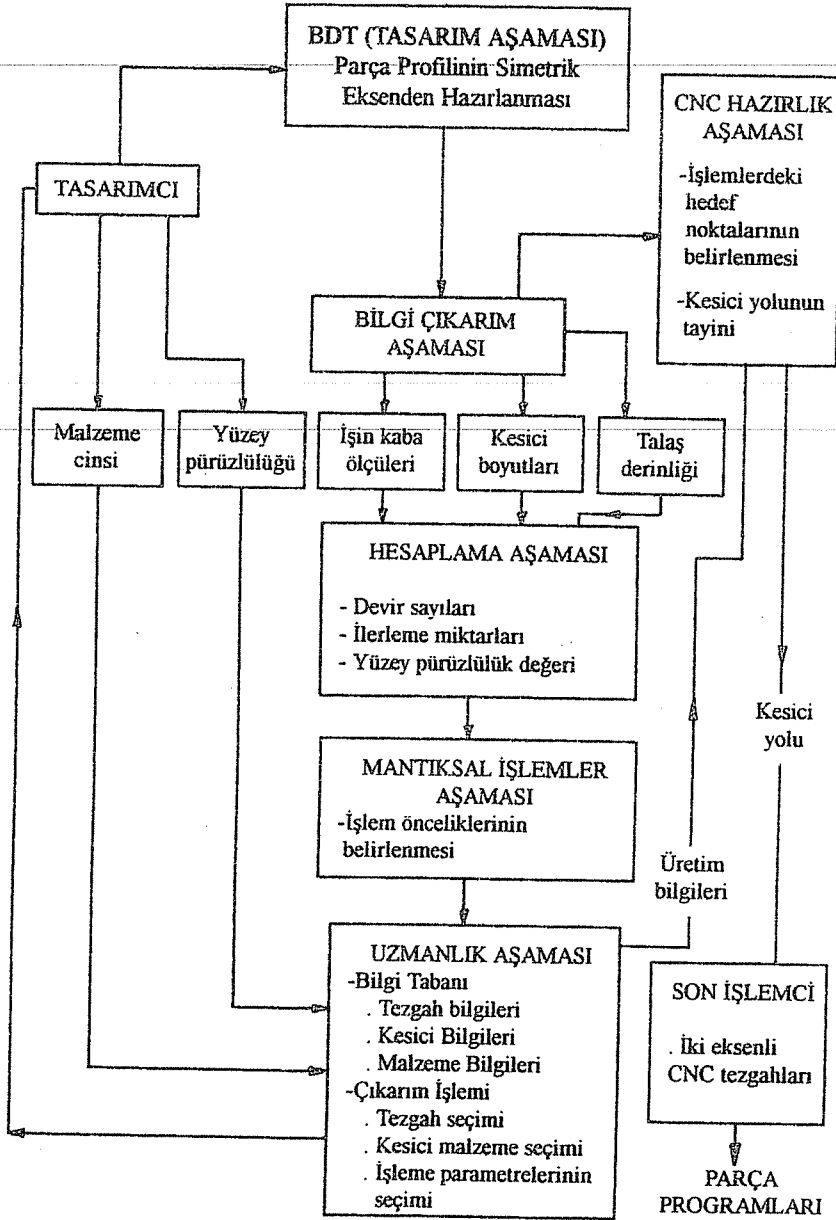 BDT (TASARIM AŞAMASI)
Parça Profilinin Simetrik
Eksenden Hazırlanması
CNC HAZIRLIK
AŞAMASI
-İşlemlerdeki
hedef
noktalarının
belirlenmesi
-Kesici yolunun
tayini
TASARIMCI
BİLGİ ÇIKARIM
AŞAMASI
Malzeme
cinsi
Yüzey
pürüzlülüğü
İşin kaba
ölçüleri
Kesici
boyutları
Talaş
derinliği
HESAPLAMA AŞAMASI
- Devir sayıları
- İlerleme miktarları
- Yüzey pürüzlülük değeri
MANTIKSAL İŞLEMLER
AŞAMASI
-İşlem önceliklerinin
belirlenmesi
Kesici
yolu
Üretim
bilgileri
UZMANLIK AŞAMASI
-Bilgi Tabanı
. Tezgah bilgileri
. Kesici Bilgileri
. Malzeme Bilgileri
-Çıkarım İşlemi
. Tezgah seçimi
. Kesici malzeme seçimi
. İşleme parametrelerinin
seçimi
SON İŞLEMCİ
. İki eksenli
CNC tezgahları
PARÇA
PROGRAMLARI